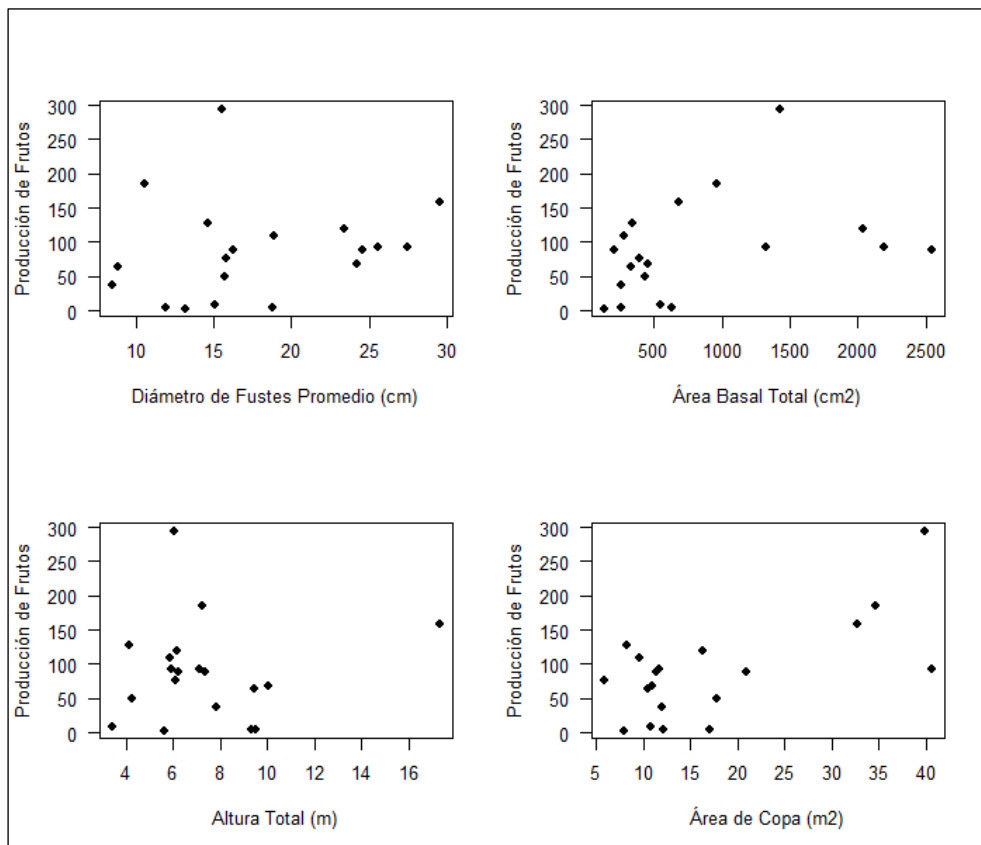 Producción de Frutos
300
250
200
150
100
50
0
10 15 20 25 30
Diámetro de Fustes Promedio (cm)
Producción de Frutos
300
250
200
150
100
50
0
500 1000 1500 2000 2500
Área Basal Total (cm2)
Producción de Frutos
300
250
200
150
100
50
0
4 6 8 10 12 14 16
Altura Total (m)
Producción de Frutos
300
250
200
150
100
50
0
5 10 15 20 25 30 35 40
Área de Copa (m2)